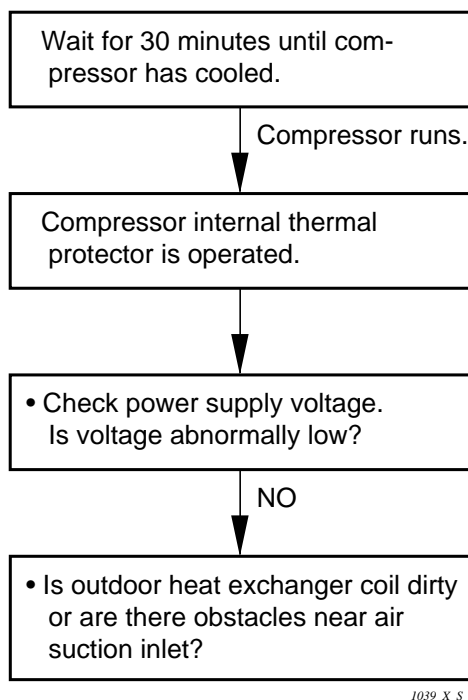 Wait for 30 minutes until com-
pressor has cooled.
Compressor runs.
Compressor internal thermal
protector is operated.
• Check power supply voltage.
Is voltage abnormally low?
NO
• Is outdoor heat exchanger coil dirty
or are there obstacles near air
suction inlet?
1039_X_S